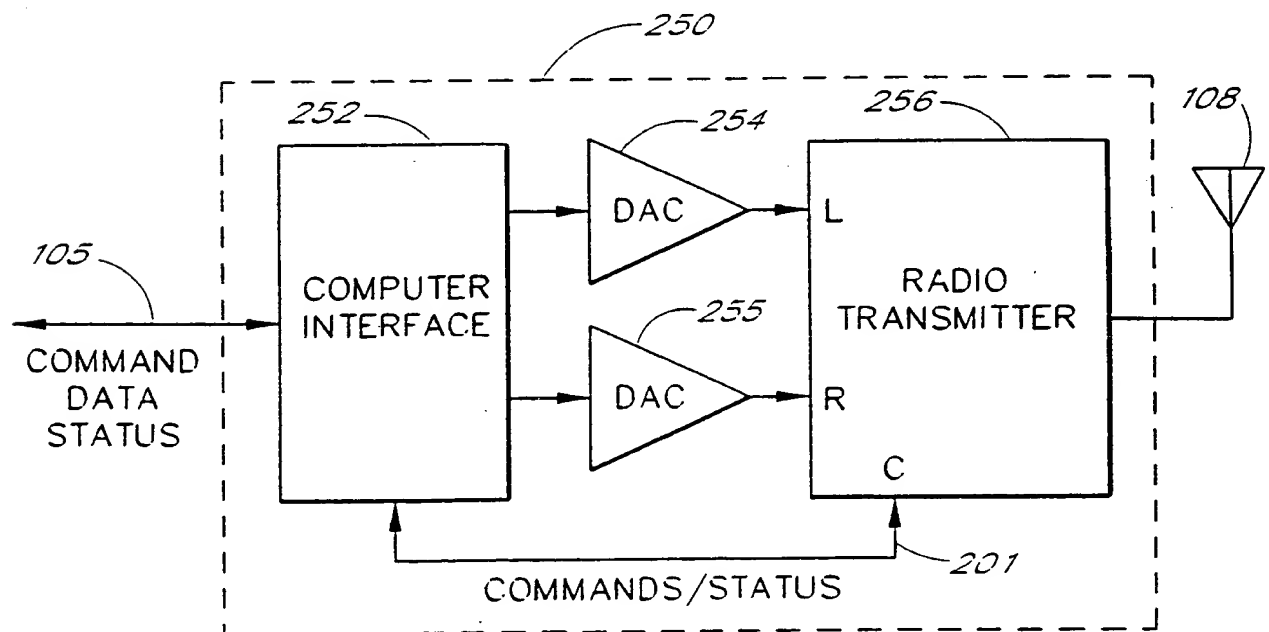 250
252
254
256
108
DAC
L
105
COMPUTER
INTERFACE
RADIO
TRANSMITTER
255
COMMAND
DATA
STATUS
DAC
R
C
201
COMMANDS/STATUS